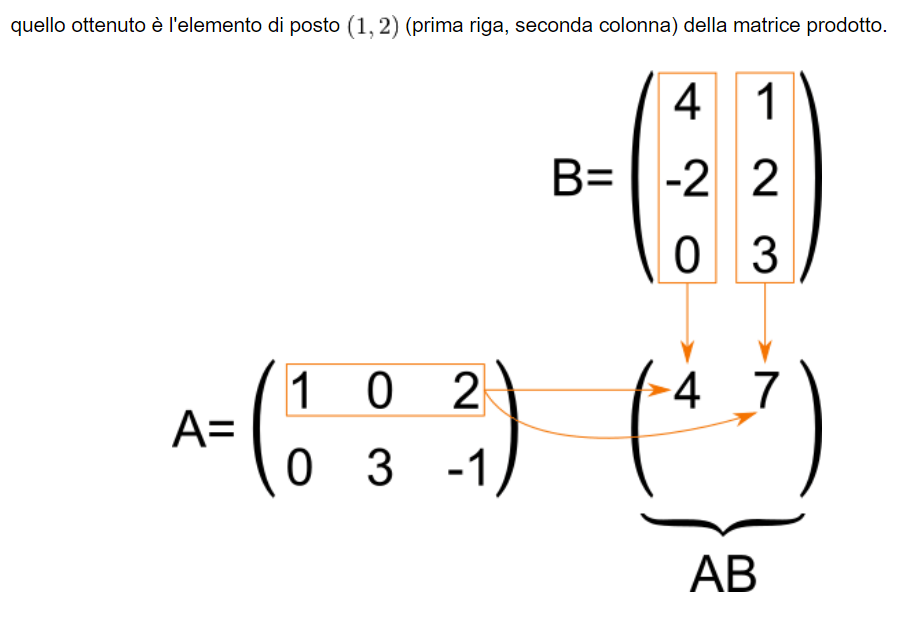 quello ottenuto è l'elemento di posto (1, 2) (prima riga, seconda colonna) della matrice prodotto.
4 1
B= -2 2
0 3
1 0 2 4 7
A=
0 3 -1
AB